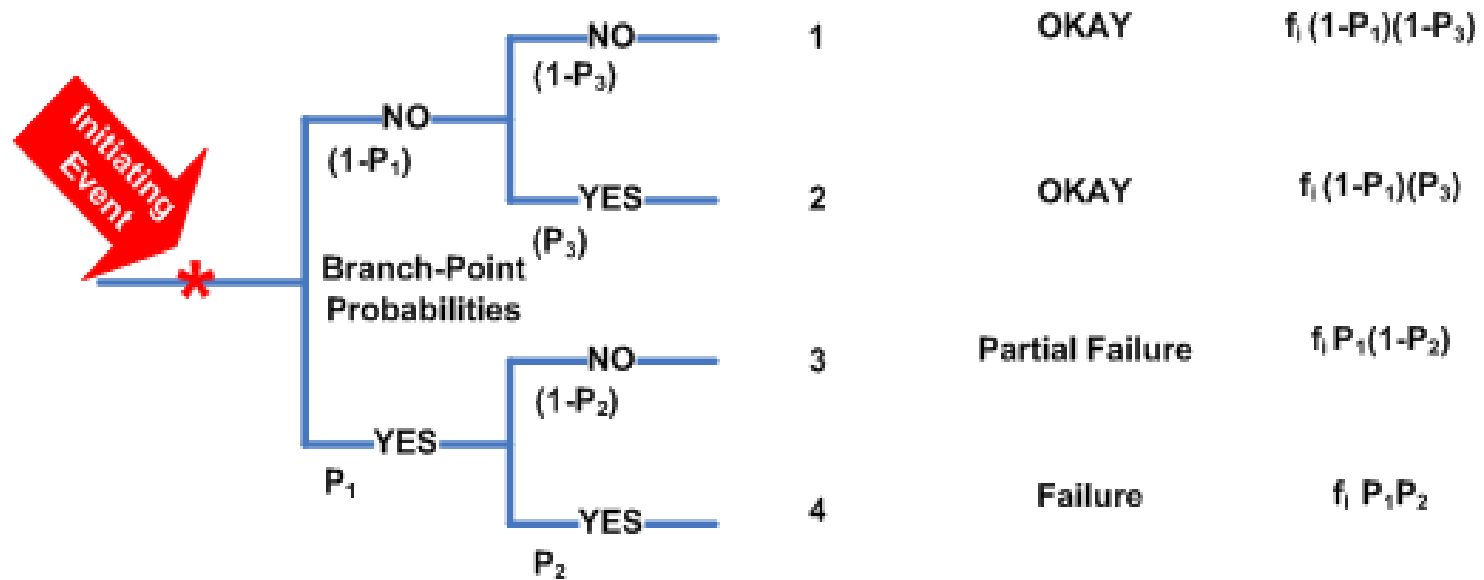 Initiating
Event
*
NO
(1-P₁)
NO
(1-P₃)
1
OKAY
fᵢ (1-P₁)(1-P₃)
YES
(P₃)
2
OKAY
fᵢ (1-P₁)(P₃)
Branch-Point
Probabilities
YES
P₁
NO
(1-P₂)
3
Partial Failure
fᵢ P₁(1-P₂)
YES
P₂
4
Failure
fᵢ P₁P₂